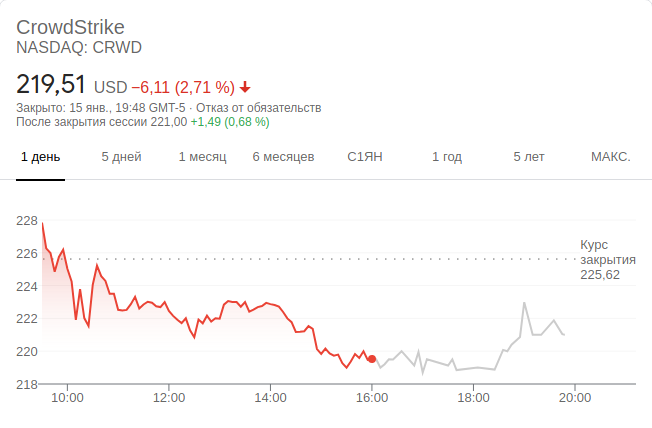 CrowdStrike
NASDAQ: CRWD
219,51 USD −6,11 (2,71 %)
Закрыто: 15 янв., 19:48 GMT-5 · Отказ от обязательств
После закрытия сессии 221,00 +1,49 (0,68 %)
1 день 5 дней 1 месяц 6 месяцев С1ЯН 1 год 5 лет МАКС.
228
226
224
222
220
218
Курс
закрытия
225,62
10:00 12:00 14:00 16:00 18:00 20:00